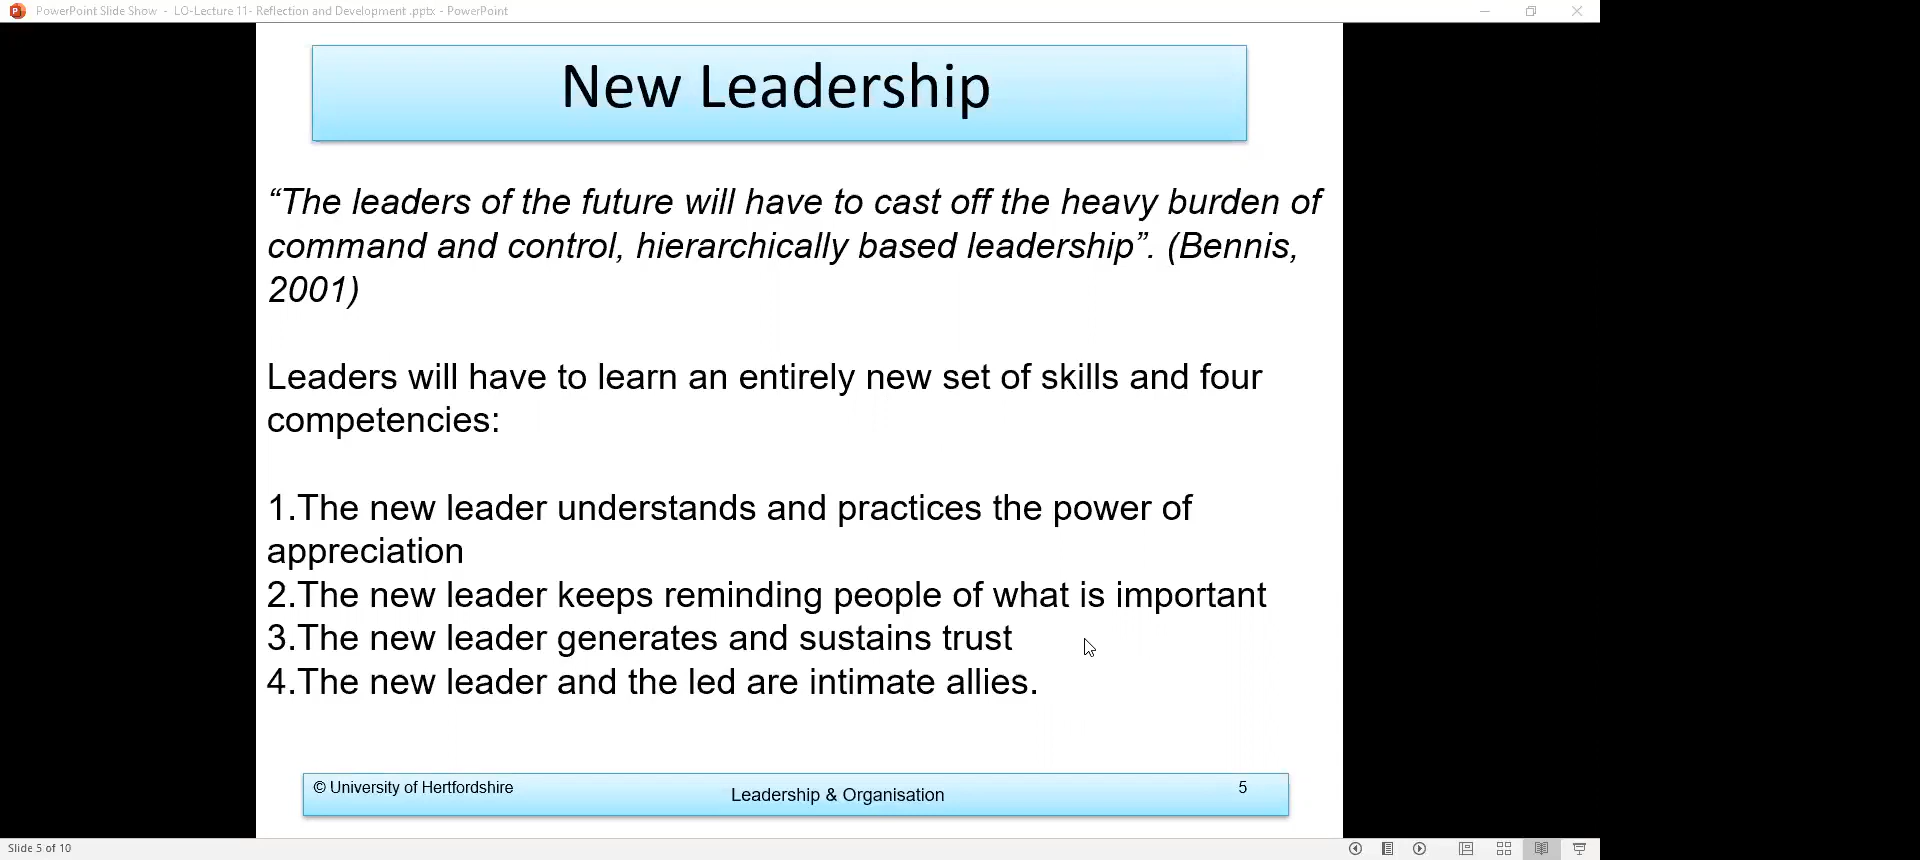 PowerPoint Slide Show - LO-Lecture 11- Reflection and Development .pptx - PowerPoint
New Leadership
“The leaders of the future will have to cast off the heavy burden of
command and control, hierarchically based leadership”. (Bennis,
2001)
Leaders will have to learn an entirely new set of skills and four
competencies:
1.The new leader understands and practices the power of
appreciation
2.The new leader keeps reminding people of what is important
3.The new leader generates and sustains trust
4.The new leader and the led are intimate allies.
© University of Hertfordshire
Leadership & Organisation
5
Slide 5 of 10